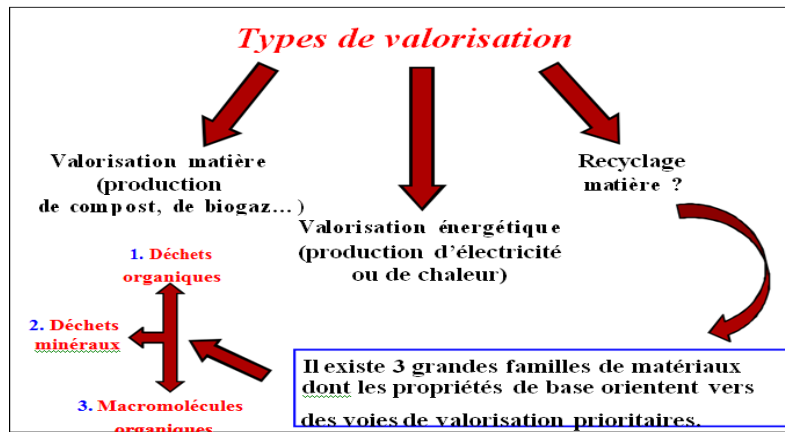 Types de valorisation
Valorisation matière
(production
de compost, de biogaz...)
Valorisation énergétique
(production d'électricité
ou de chaleur)
Recyclage
matière ?
1. Déchets
organiques
2. Déchets
minéraux
3. Macromolécules
organiques
Il existe 3 grandes familles de matériaux
dont les propriétés de base orientent vers
des voies de valorisation prioritaires.